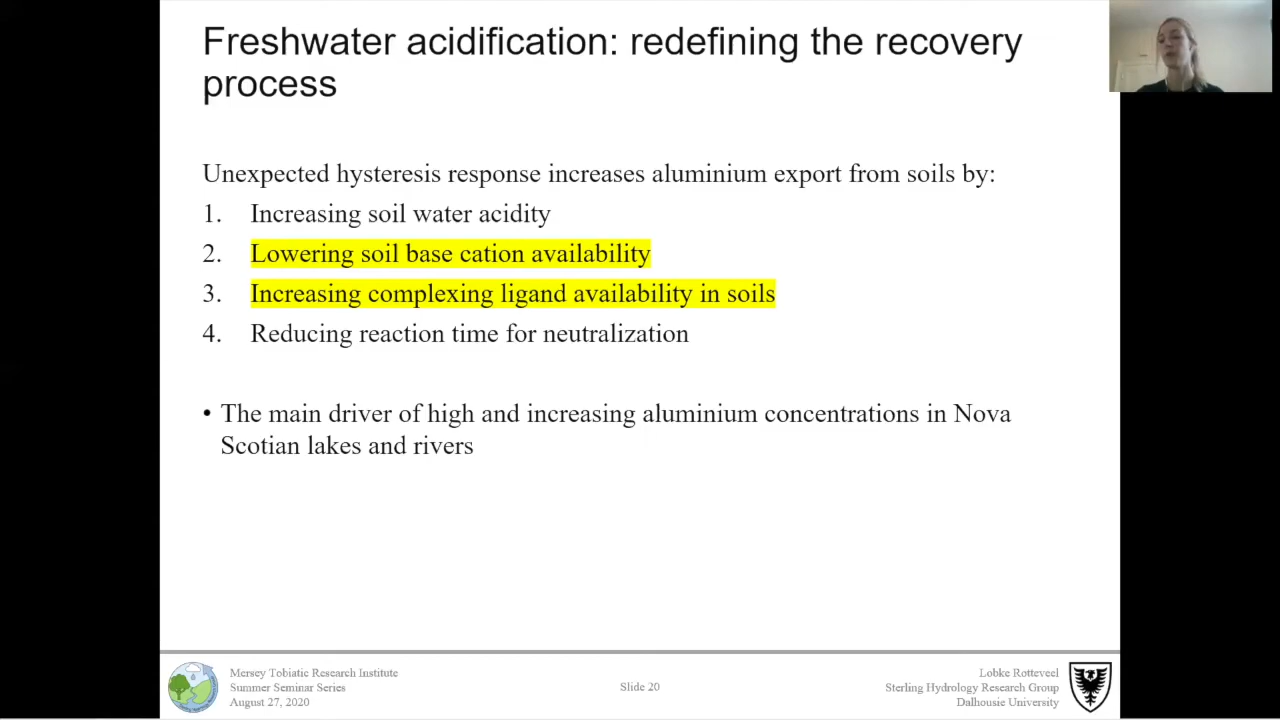 Freshwater acidification: redefining the recovery
process
Unexpected hysteresis response increases aluminium export from soils by:
1. Increasing soil water acidity
2. Lowering soil base cation availability
3. Increasing complexing ligand availability in soils
4. Reducing reaction time for neutralization
• The main driver of high and increasing aluminium concentrations in Nova
Scotian lakes and rivers
Mersey Tobiatic Research Institute
Summer Seminar Series
August 27, 2020
Slide 20
Lobke Rotteveel
Sterling Hydrology Research Group
Dalhousie University